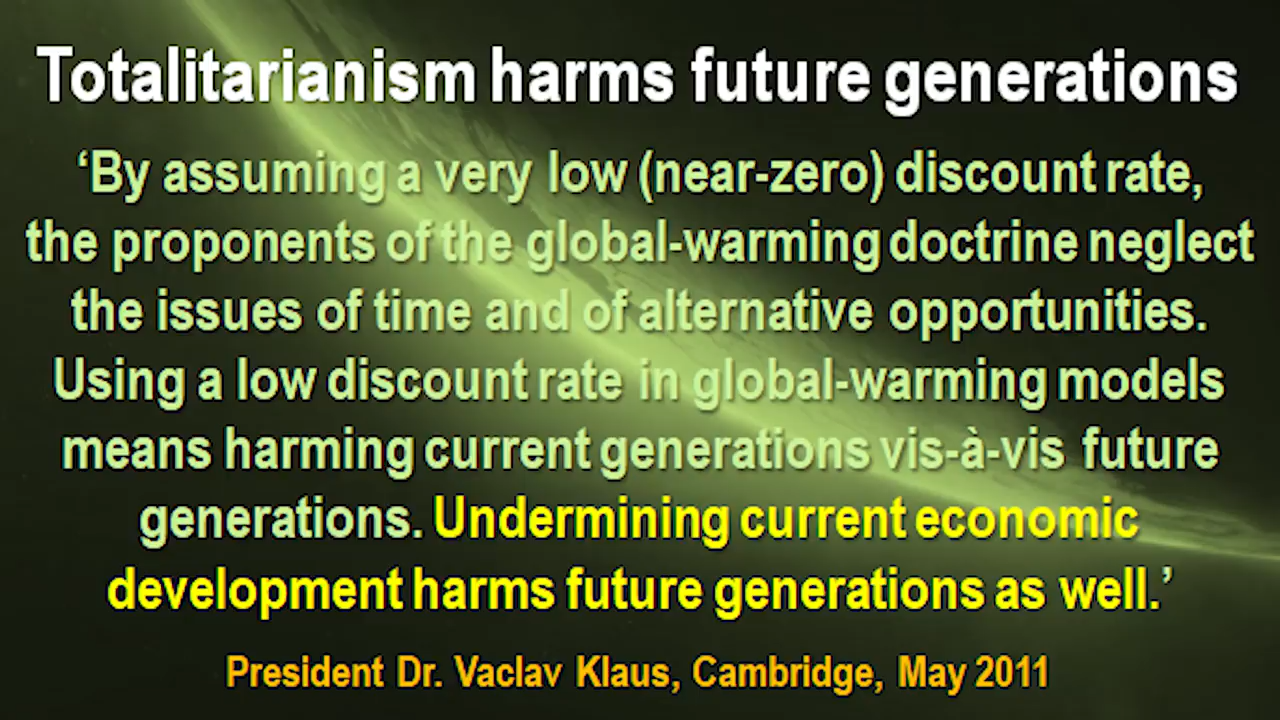 Totalitarianism harms future generations
‘By assuming a very low (near-zero) discount rate,
the proponents of the global-warming doctrine neglect
the issues of time and of alternative opportunities.
Using a low discount rate in global-warming models
means harming current generations vis-à-vis future
generations. Undermining current economic
development harms future generations as well.’
President Dr. Vaclav Klaus, Cambridge, May 2011